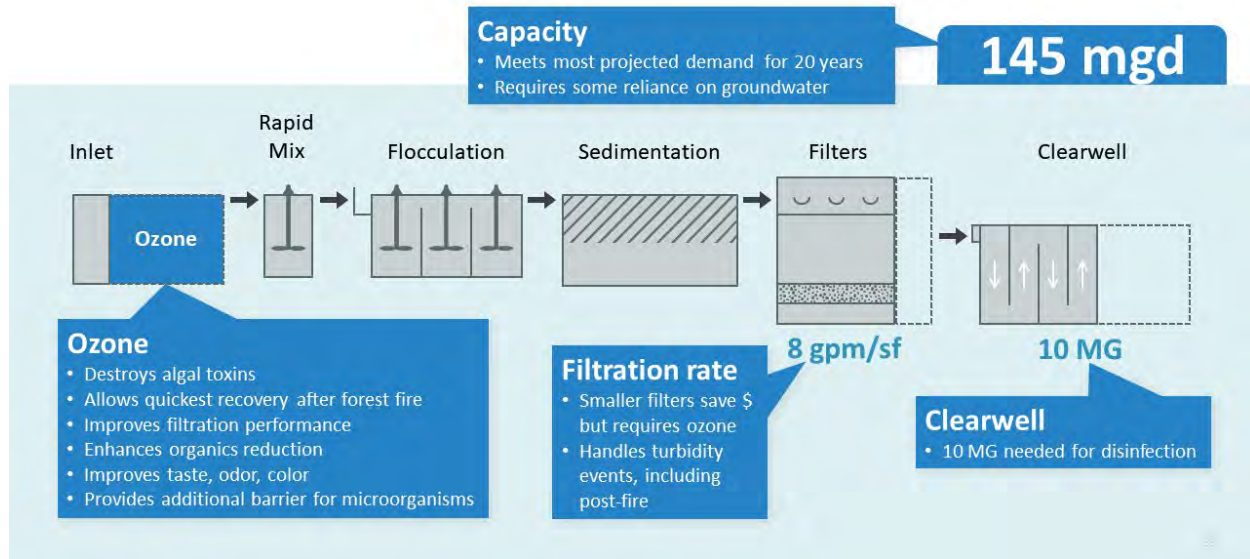 Capacity
• Meets most projected demand for 20 years
• Requires some reliance on groundwater
145 mgd
Inlet
Rapid
Mix
Flocculation
Sedimentation
Filters
Clearwell
Ozone
8 gpm/sf
10 MG
Ozone
• Destroys algal toxins
• Allows quickest recovery after forest fire
• Improves filtration performance
• Enhances organics reduction
• Improves taste, odor, color
• Provides additional barrier for microorganisms
Filtration rate
• Smaller filters save $
but requires ozone
• Handles turbidity
events, including
post-fire
Clearwell
• 10 MG needed for disinfection